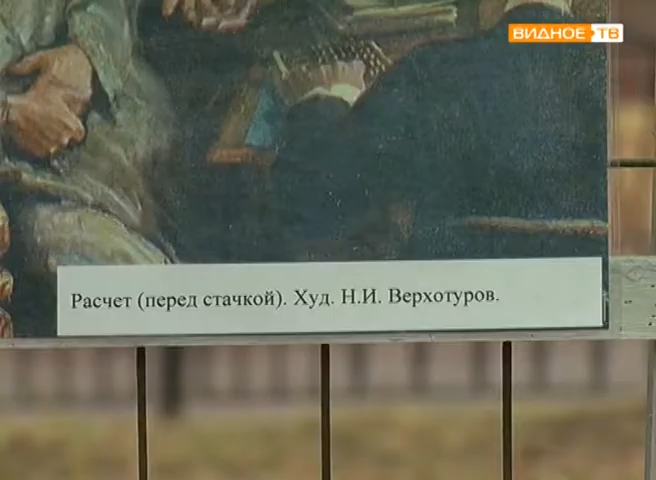 ВИДНОЕ ТВ
Расчет (перед стачкой). Худ. Н.И. Верхотуров.